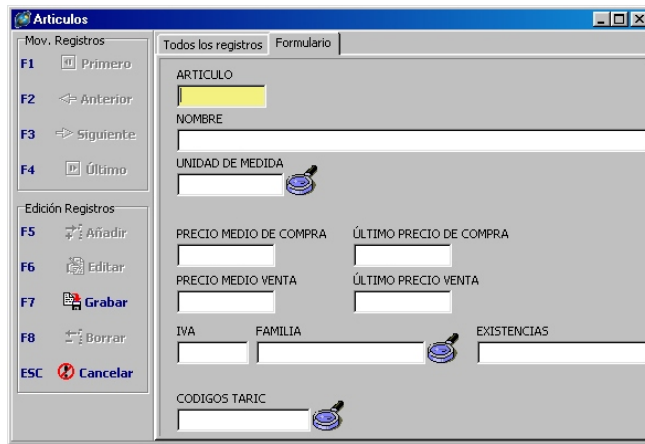 Articulos
Mov. Registros
F1 Primero
F2 Anterior
F3 Siguiente
F4 Último
Edición Registros
F5 Añadir
F6 Editar
F7 Grabar
F8 Borrar
ESC Cancelar
Todos los registros Formulario
ARTICULO
NOMBRE
UNIDAD DE MEDIDA
PRECIO MEDIO DE COMPRA ÚLTIMO PRECIO DE COMPRA
PRECIO MEDIO VENTA ÚLTIMO PRECIO VENTA
IVA FAMILIA EXISTENCIAS
CODIGOS TARIC